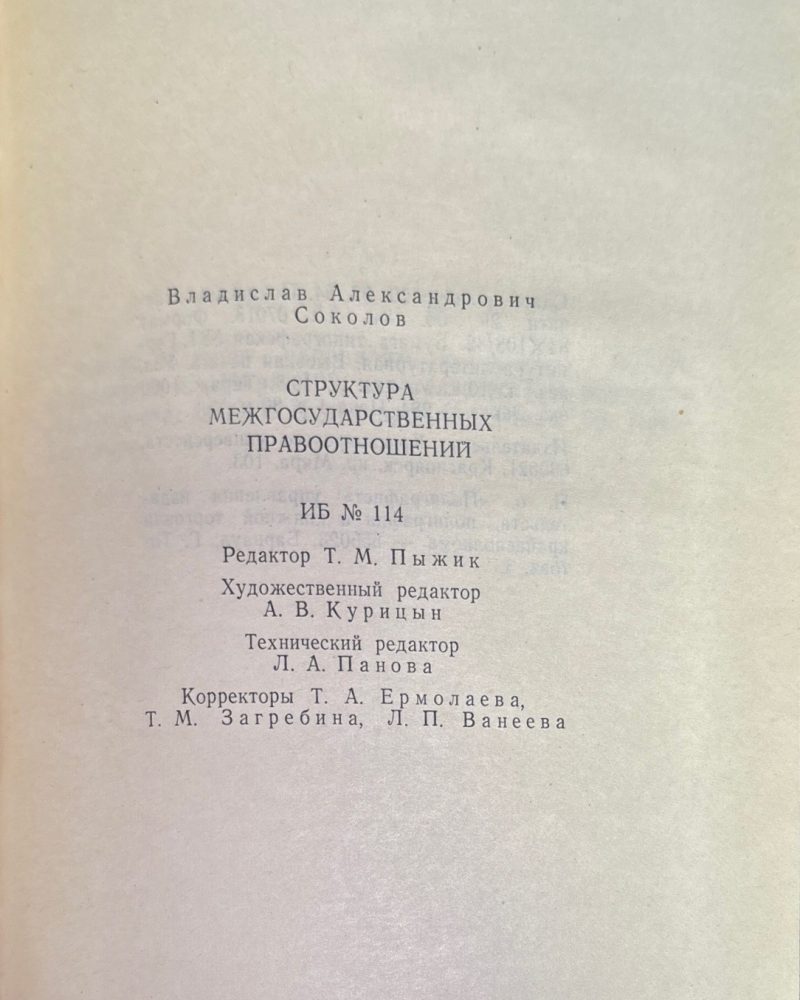 Владислав Александрович
Соколов
СТРУКТУРА
МЕЖГОСУДАРСТВЕННЫХ
ПРАВООТНОШЕНИЙ
ИБ № 114
Редактор Т. М. Пыжик
Художественный редактор
А. В. Курицын
Технический редактор
Л. А. Панова
Корректоры Т. А. Ермолаева,
Т. М. Загребина, Л. П. Ванеева